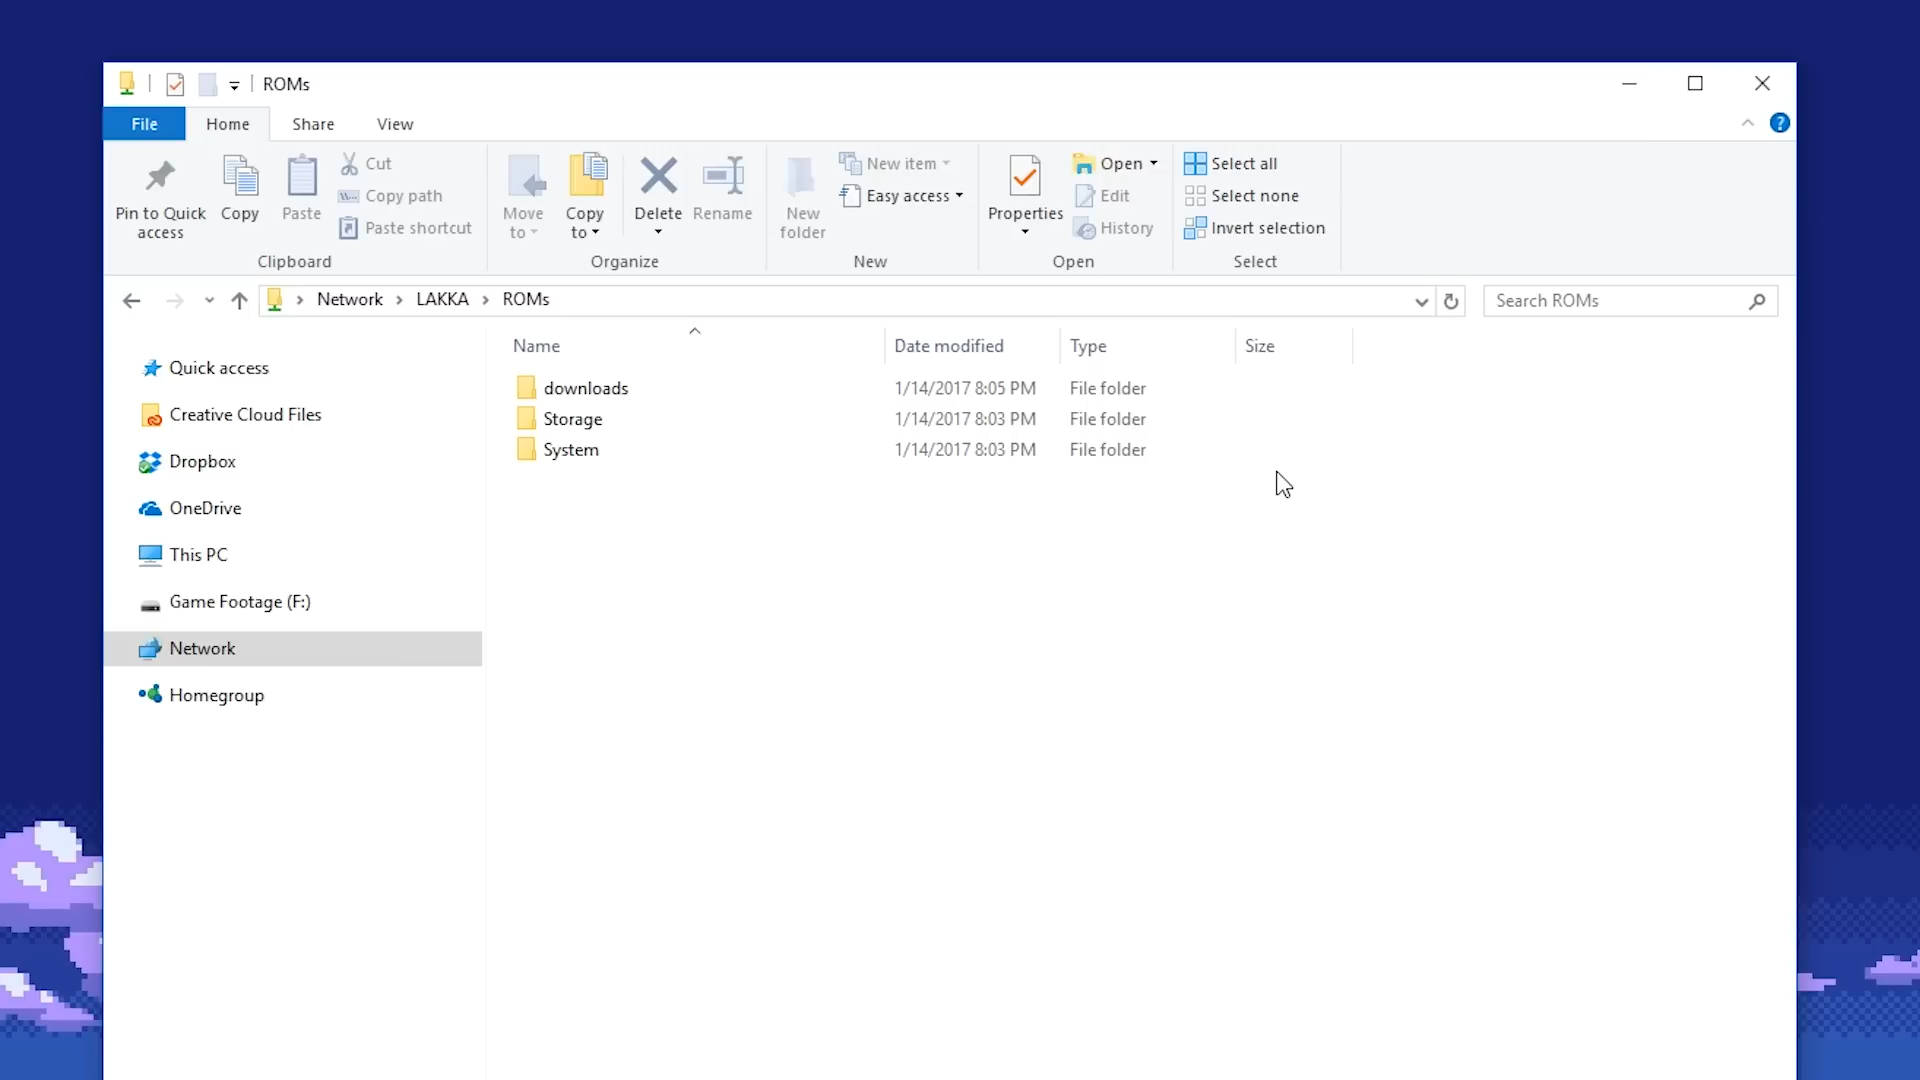 ROMs
File Home Share View
Pin to Quick access
Copy
Paste
Cut
Copy path
Paste shortcut
Clipboard
Move to
Copy to
Delete
Rename
Organize
New folder
New item
Easy access
New
Properties
Open
Edit
History
Open
Select all
Select none
Invert selection
Select
Network > LAKKA > ROMs
Search ROMs
Quick access
Creative Cloud Files
Dropbox
OneDrive
This PC
Game Footage (F:)
Network
Homegroup
Name Date modified Type Size
downloads 1/14/2017 8:05 PM File folder
Storage 1/14/2017 8:03 PM File folder
System 1/14/2017 8:03 PM File folder